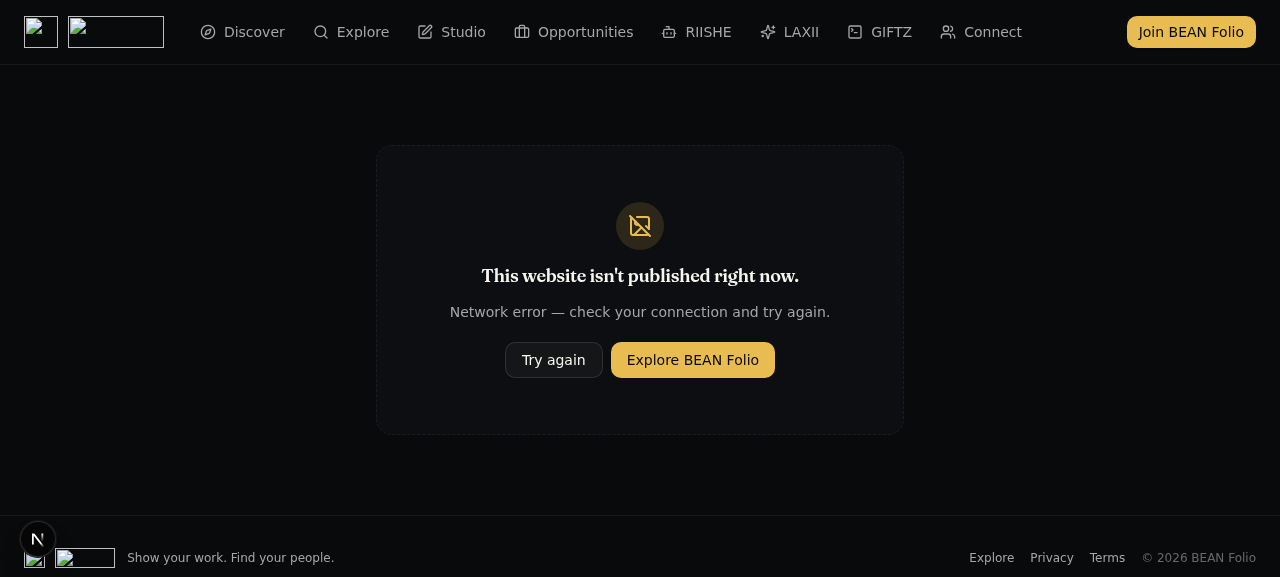 Discover Explore Studio Opportunities RIISHE LAXII GIFTZ Connect Join BEAN Folio
This website isn't published right now.
Network error — check your connection and try again.
Try again Explore BEAN Folio
N
Show your work. Find your people. Explore Privacy Terms © 2026 BEAN Folio